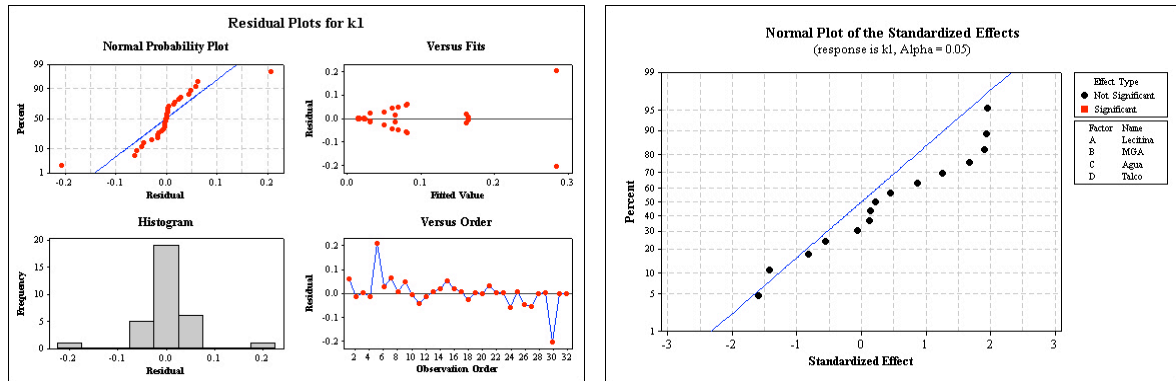 Residual Plots for k1
Normal Probability Plot
99
90
50
10
1
Percent
-0.2 -0.1 0.0 0.1 0.2
Residual
Versus Fits
0.2
0.1
0.0
-0.1
-0.2
Residual
0.0 0.1 0.2 0.3
Fitted Value
Histogram
20
15
10
5
0
Frequency
-0.2 -0.1 0.0 0.1 0.2
Residual
Versus Order
0.2
0.1
0.0
-0.1
-0.2
Residual
2 4 6 8 10 12 14 16 18 20 22 24 26 28 30 32
Observation Order
Normal Plot of the Standardized Effects
(response is k1, Alpha = 0.05)
99
95
90
80
70
60
50
40
30
20
10
5
1
Percent
-3 -2 -1 0 1 2 3
Standardized Effect
Effect Type
Not Significant
Significant
Factor Name
A Lecitina
B MGA
C Agua
D Talco